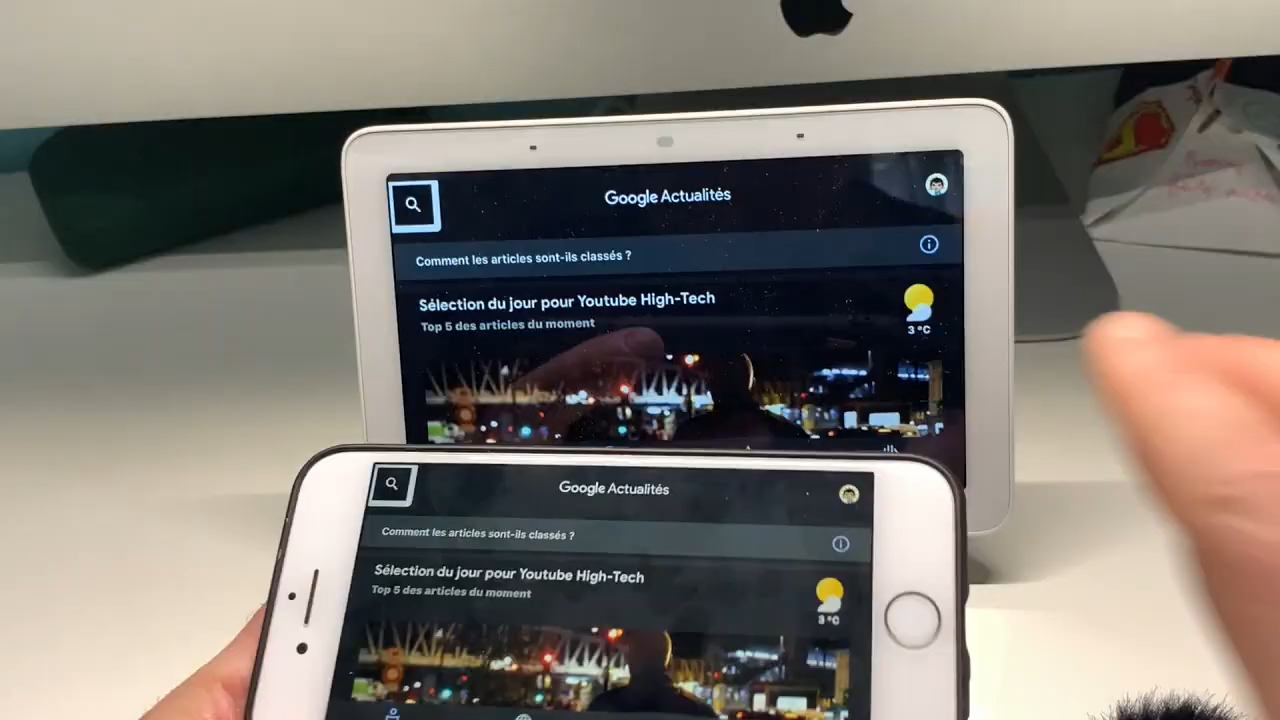 Google Actualités
Comment les articles sont-ils classés ?
Sélection du jour pour Youtube High-Tech
Top 5 des articles du moment
3 °C
Google Actualités
Comment les articles sont-ils classés ?
Sélection du jour pour Youtube High-Tech
Top 5 des articles du moment
3 °C